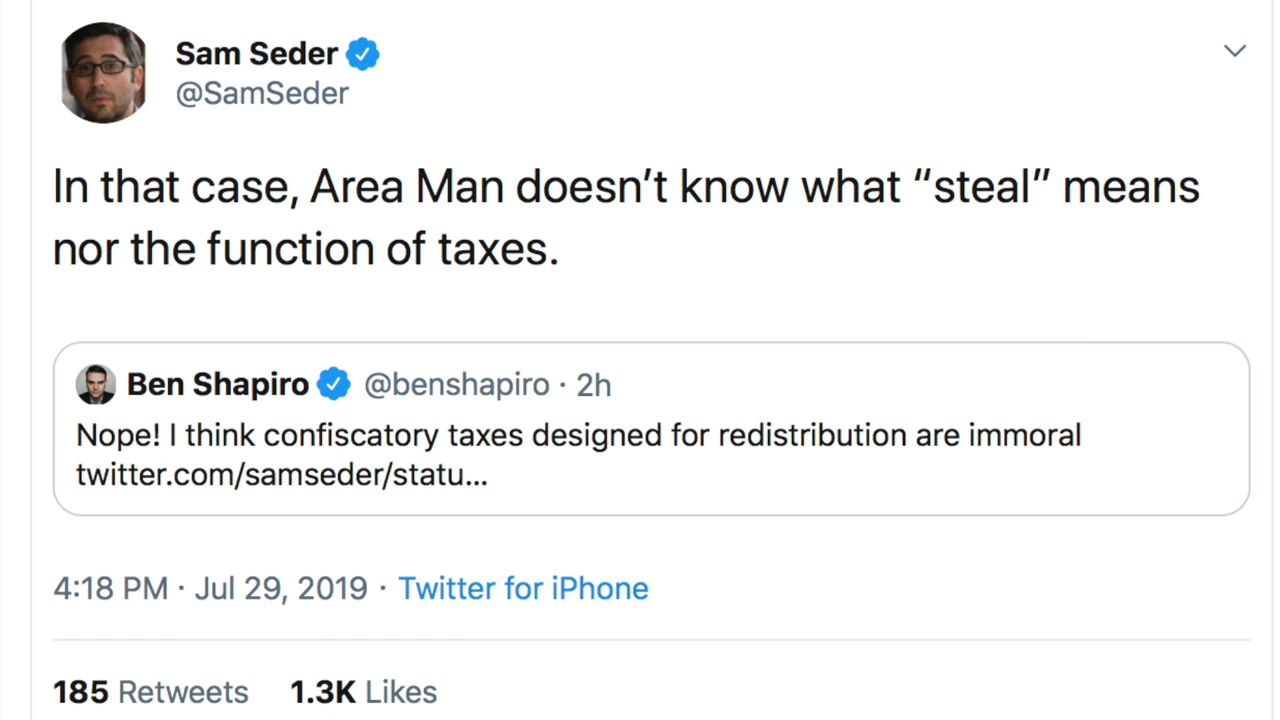 Sam Seder
@SamSeder
In that case, Area Man doesn’t know what “steal” means
nor the function of taxes.
Ben Shapiro @benshapiro · 2h
Nope! I think confiscatory taxes designed for redistribution are immoral
twitter.com/samseder/statu...
4:18 PM · Jul 29, 2019 · Twitter for iPhone
185 Retweets 1.3K Likes